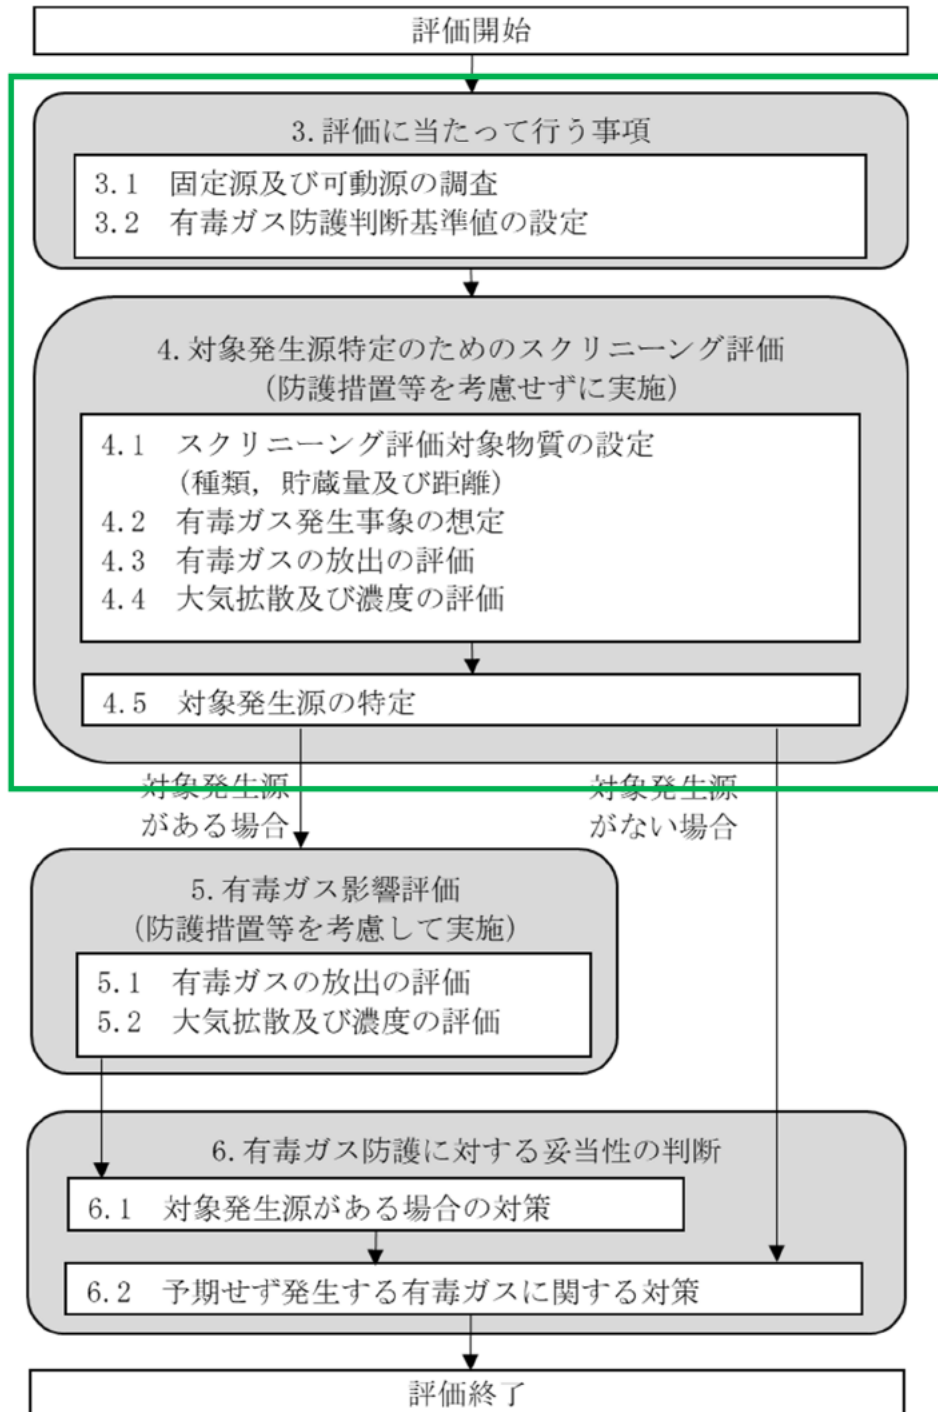 評価開始
3.評価に当たって行う事項
3.1 固定源及び可動源の調査
3.2 有毒ガス防護判断基準値の設定
4.対象発生源特定のためのスクリーニング評価
(防護措置等を考慮せずに実施)
4.1 スクリーニング評価対象物質の設定
(種類，貯蔵量及び距離)
4.2 有毒ガス発生事象の想定
4.3 有毒ガスの放出の評価
4.4 大気拡散及び濃度の評価
4.5 対象発生源の特定
対象発生源
がある場合
対象発生源
がない場合
5.有毒ガス影響評価
(防護措置等を考慮して実施)
5.1 有毒ガスの放出の評価
5.2 大気拡散及び濃度の評価
6.有毒ガス防護に対する妥当性の判断
6.1 対象発生源がある場合の対策
6.2 予期せず発生する有毒ガスに関する対策
評価終了